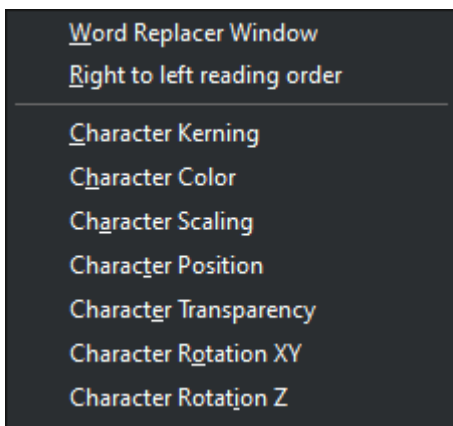 Word Replacer Window
Right to left reading order
Character Kerning
Character Color
Character Scaling
Character Position
Character Transparency
Character Rotation XY
Character Rotation Z